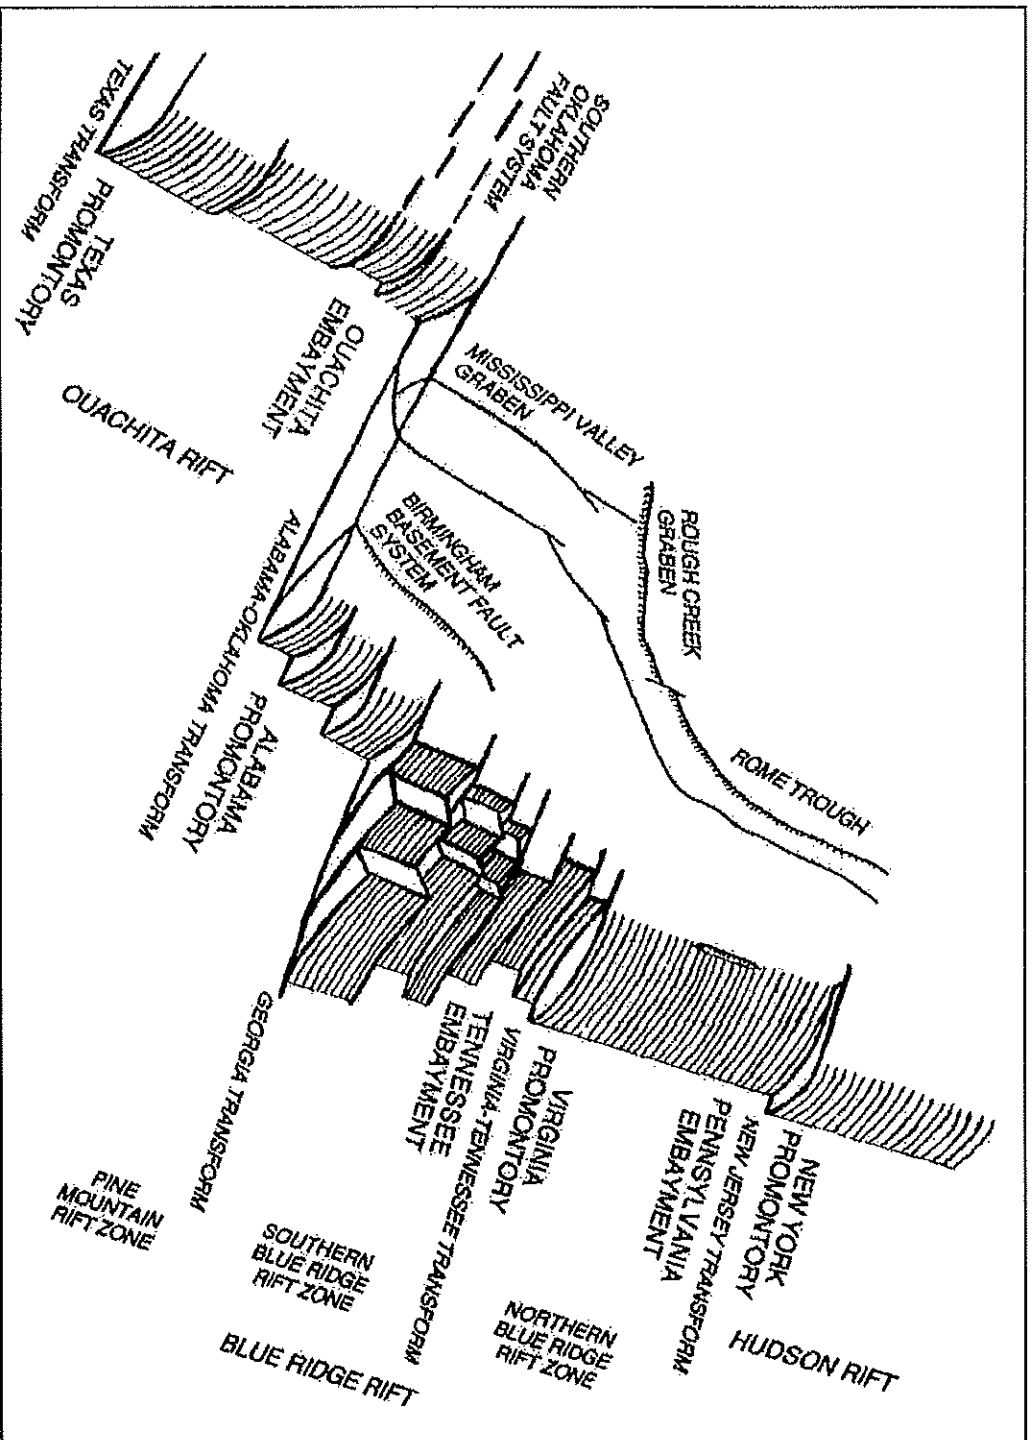 SOUTHERN
OKLAHOMA
FAULT SYSTEM
TEXAS TRANSFORM
TEXAS
PROMONTORY
OUACHITA
EMBAYMENT
OUACHITA RIFT
MISSISSIPPI VALLEY
GRABEN
ROUGH CREEK
GRABEN
BIRMINGHAM
BASEMENT FAULT
SYSTEM
ROME TROUGH
ALABAMA-OKLAHOMA TRANSFORM
ALABAMA
PROMONTORY
GEORGIA TRANSFORM
TENNESSEE
EMBAYMENT
VIRGINIA-TENNESSEE TRANSFORM
VIRGINIA
PROMONTORY
PENNSYLVANIA
EMBAYMENT
NEW JERSEY TRANSFORM
NEW YORK
PROMONTORY
PINE
MOUNTAIN
RIFT ZONE
SOUTHERN
BLUE RIDGE
RIFT ZONE
NORTHERN
BLUE RIDGE
RIFT ZONE
BLUE RIDGE RIFT
HUDSON RIFT